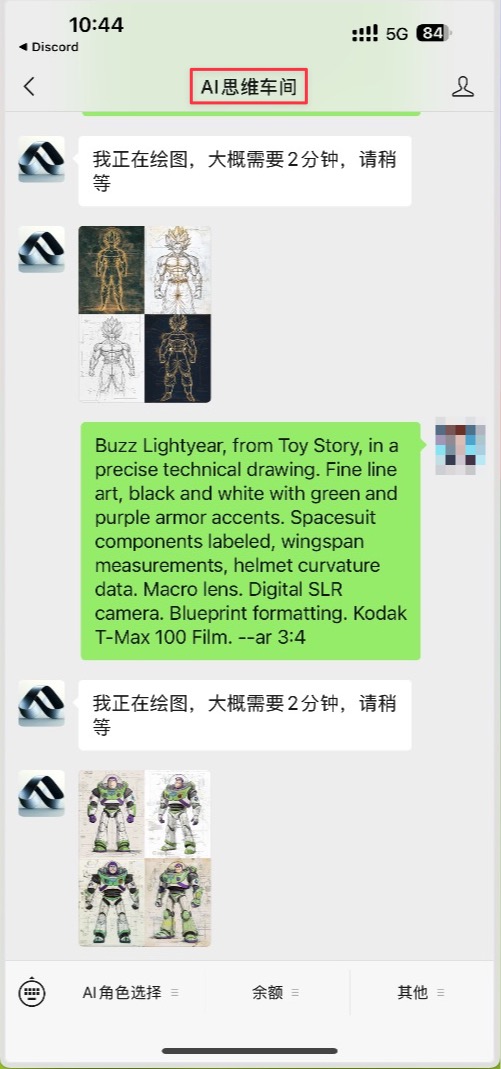 10:44
5G
84
Discord
AI思维车间
我正在绘图，大概需要2分钟，请稍
等
Buzz Lightyear, from Toy Story, in a
precise technical drawing. Fine line
art, black and white with green and
purple armor accents. Spacesuit
components labeled, wingspan
measurements, helmet curvature
data. Macro lens. Digital SLR
camera. Blueprint formatting. Kodak
T-Max 100 Film. --ar 3:4
我正在绘图，大概需要2分钟，请稍
等
AI角色选择
余额
其他